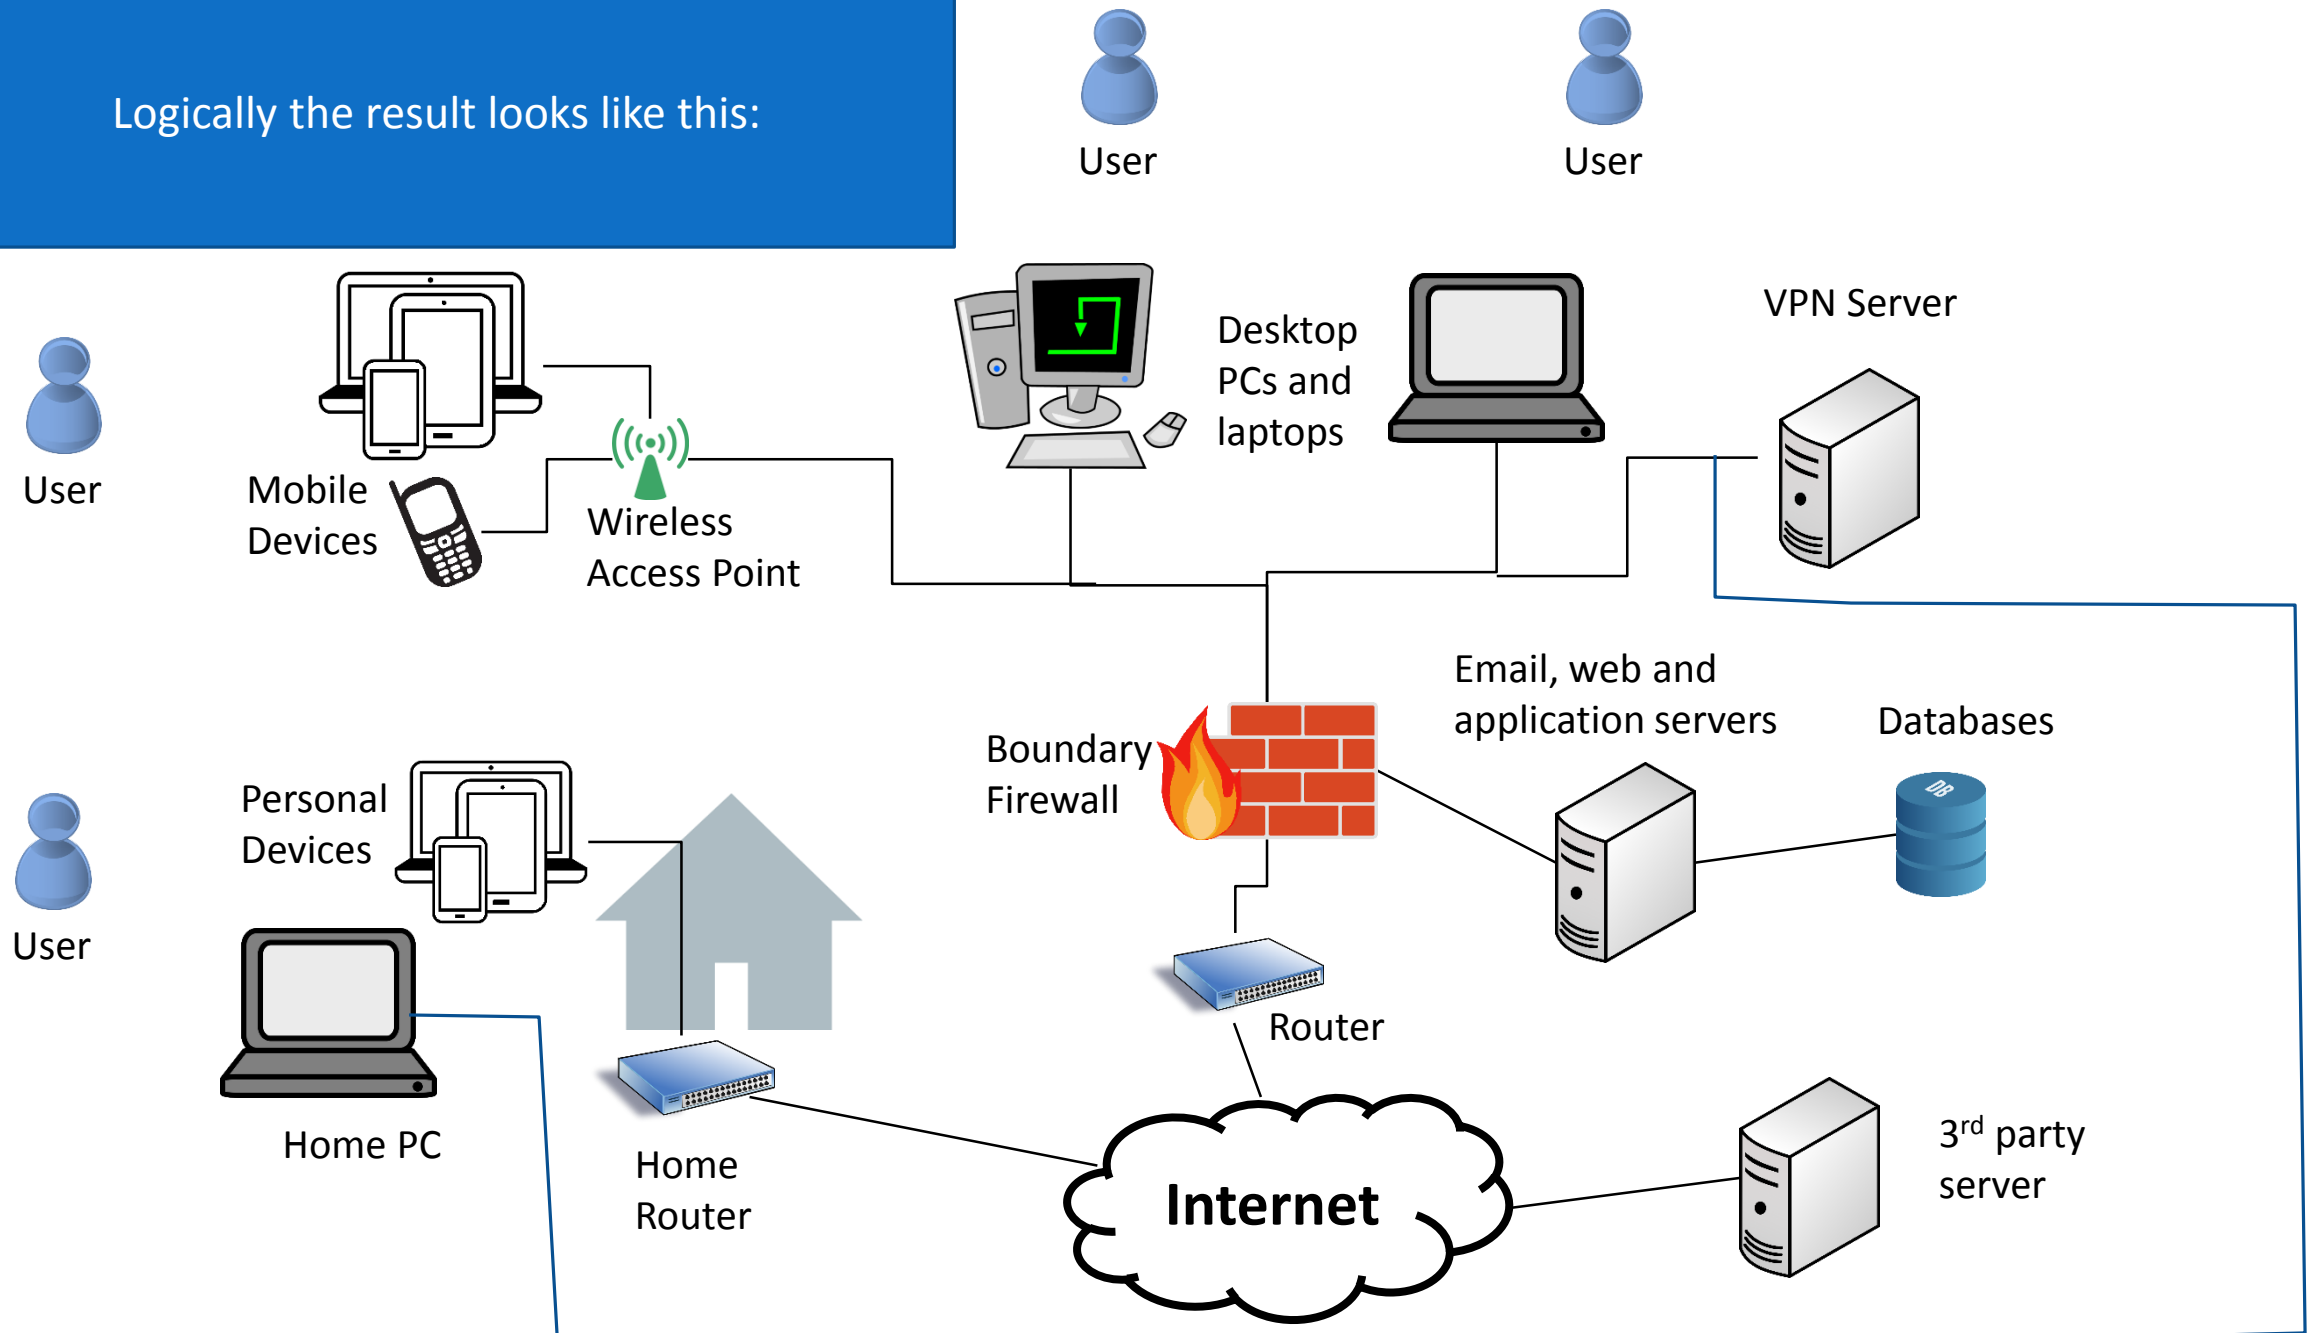 Logically the result looks like this:
User
User
User
Mobile
Devices
Wireless
Access Point
Desktop
PCs and
laptops
VPN Server
Email, web and
application servers
Databases
Boundary
Firewall
Personal
Devices
User
DB
Router
Home PC
Home
Router
Internet
3rd party
server